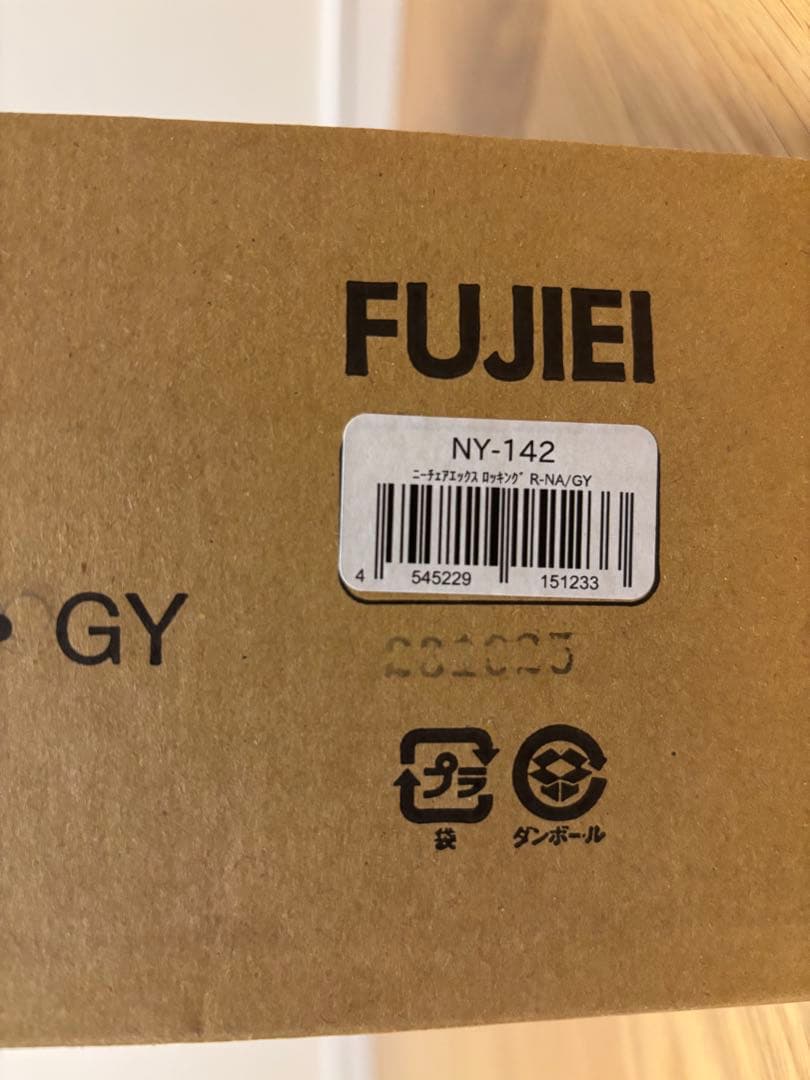 FUJIEI
NY-142
ﾆｰﾁｪｱｴｯｸｽ ﾛｯｷﾝｸﾞ R-NA/GY
4 545229 151233
• GY
プラ
袋
ダンボール